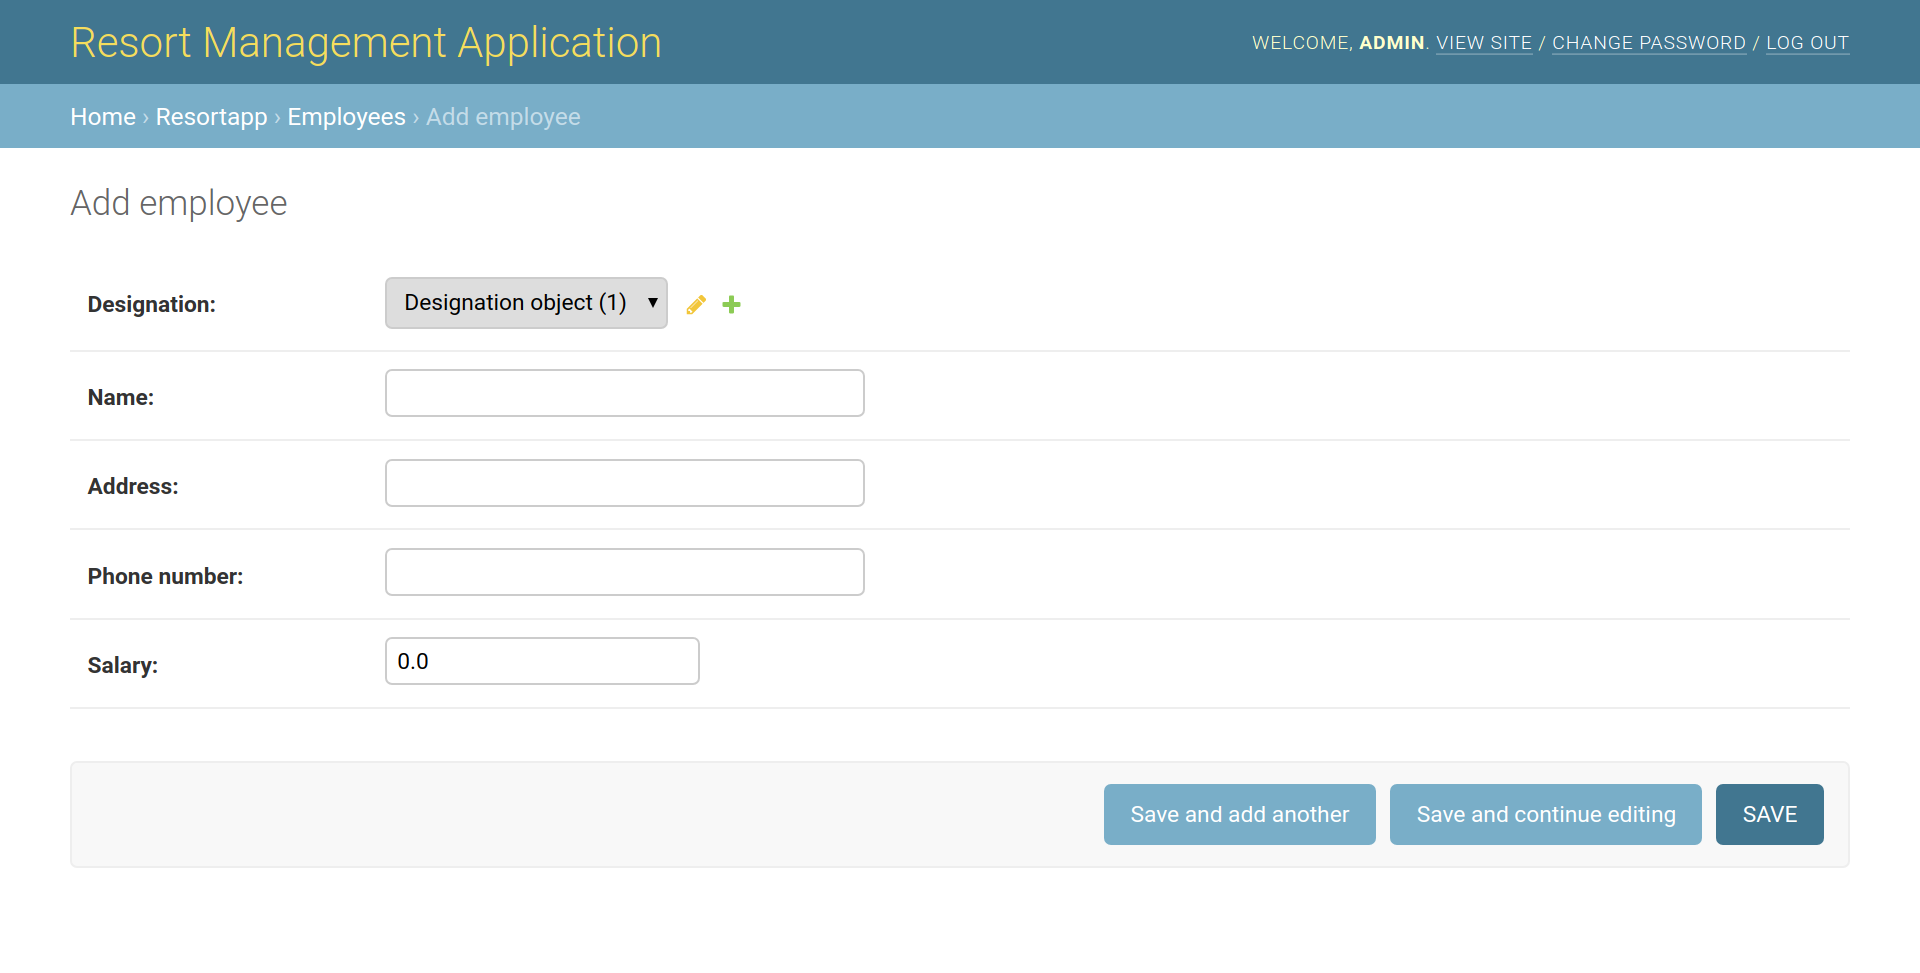 Resort Management Application
WELCOME, ADMIN. VIEW SITE / CHANGE PASSWORD / LOG OUT
Home › Resortapp › Employees › Add employee
Add employee
Designation: Designation object (1)
Name:
Address:
Phone number:
Salary: 0.0
Save and add another Save and continue editing SAVE